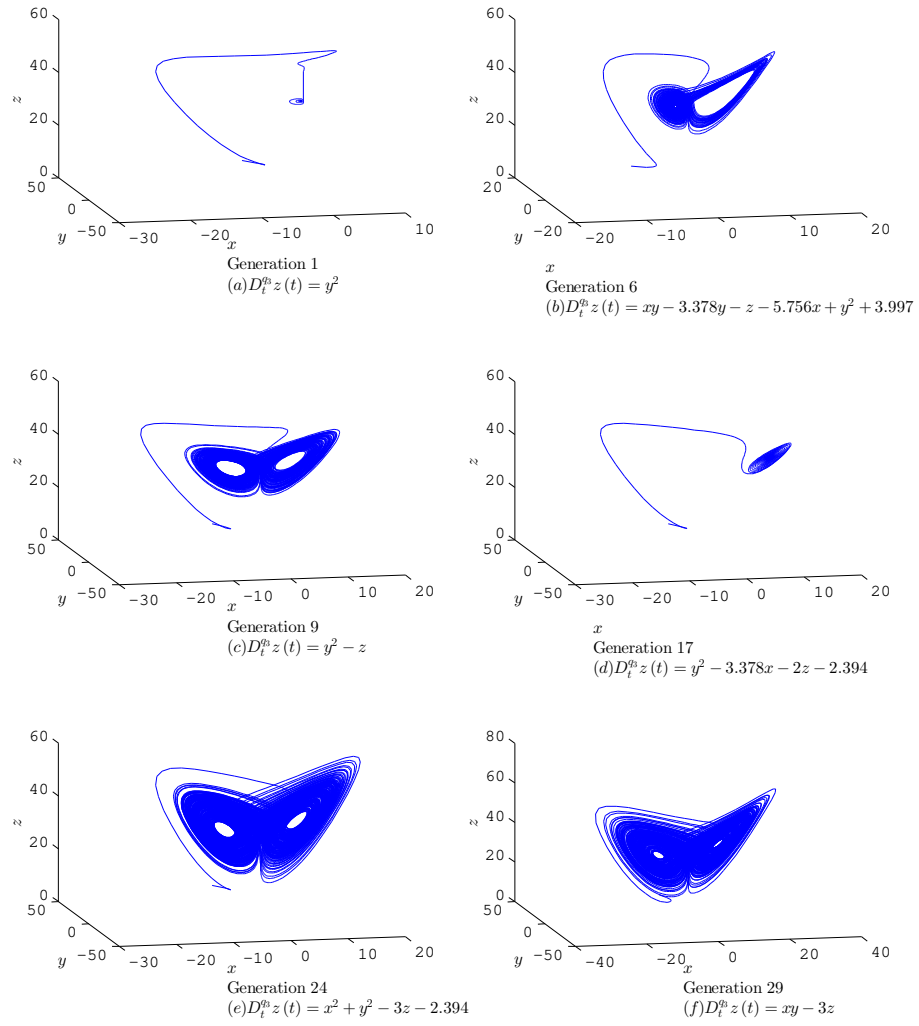 60
40
z
20
0
50
0
y
-50
-30
-20
x
-10
0
10
Generation 1
(a)D_t^{q_3} z (t) = y^2
60
40
z
20
0
20
0
y
-20
-40
-20
0
20
x
Generation 6
(b)D_t^{q_3} z (t) = xy − 3.378y − z − 5.756x + y^2 + 3.997
60
40
z
20
0
50
0
y
-50
-30
-20
x
-10
0
10
20
Generation 9
(c)D_t^{q_3} z (t) = y^2 − z
60
40
z
20
0
50
0
y
-50
-30
-20
-10
0
10
20
x
Generation 17
(d)D_t^{q_3} z (t) = y^2 − 3.378x − 2z − 2.394
60
40
z
20
0
50
0
y
-50
-30
-20
x
-10
0
10
20
Generation 24
(e)D_t^{q_3} z (t) = x^2 + y^2 − 3z − 2.394
80
60
40
z
20
0
50
0
y
-50
-40
-20
x
0
20
40
Generation 29
(f)D_t^{q_3} z (t) = xy − 3z